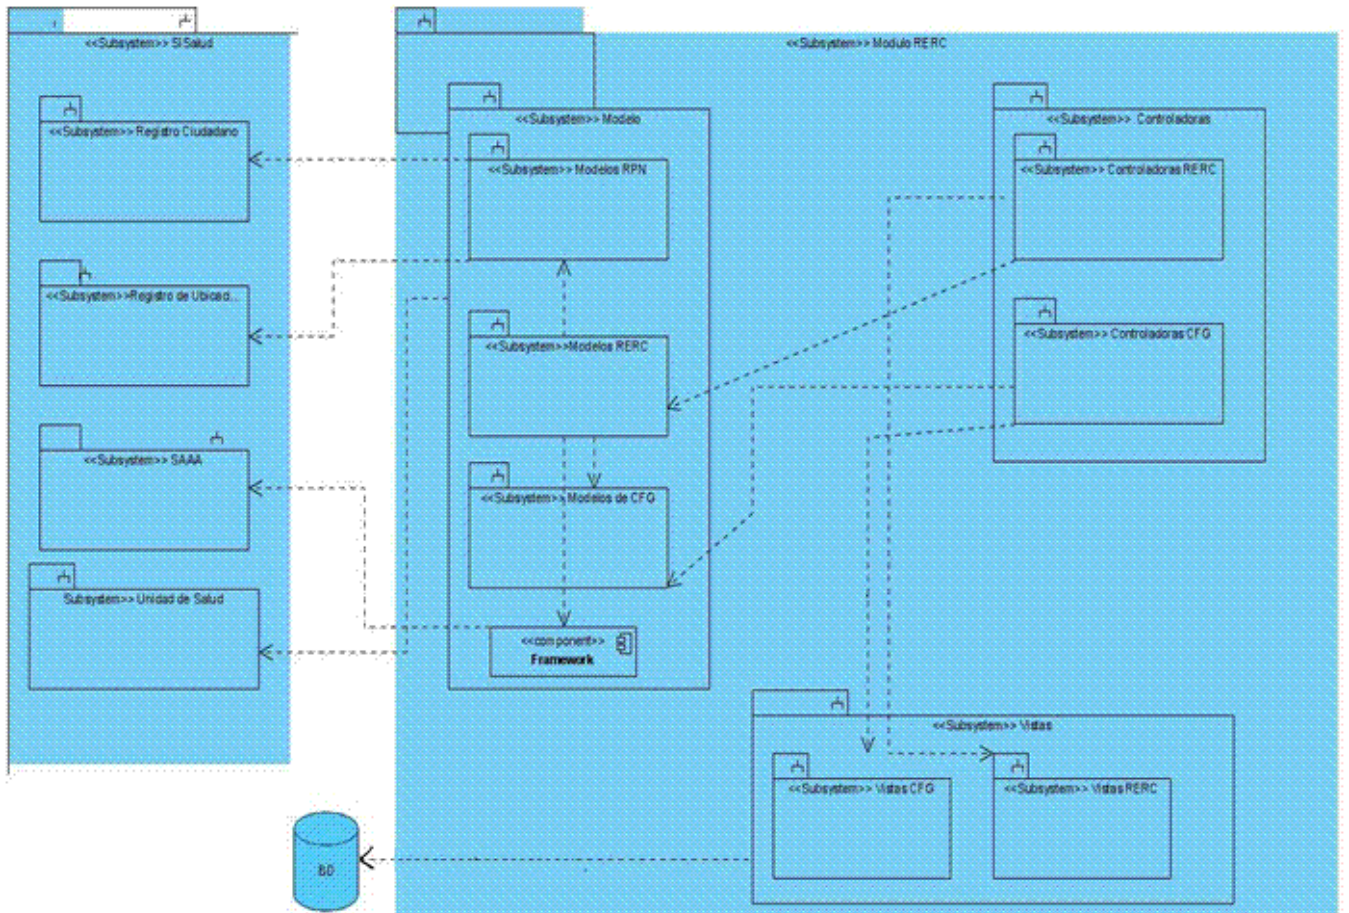 <<Subsystem>> SISalud
<<Subsystem>> Registro Ciudadano
<<Subsystem>>Registro de Ubicad...
<<Subsystem>> SAAA
Subsystem>> Unidad de Salud
<<Subsystem>> Modulo RERC
<<Subsystem>> Modelo
<<Subsystem>> Modelos RPN
<<Subsystem>>Modelos RERC
<<Subsystem>> Modelos de CFG
<<component>>
Framework
<<Subsystem>> Controladoras
<<Subsystem>> Controladoras RERC
<<Subsystem>> Controladoras CFG
<<Subsystem>> Vistas
<<Subsystem>> Vistas CFG
<<Subsystem>> Vistas RERC
BD